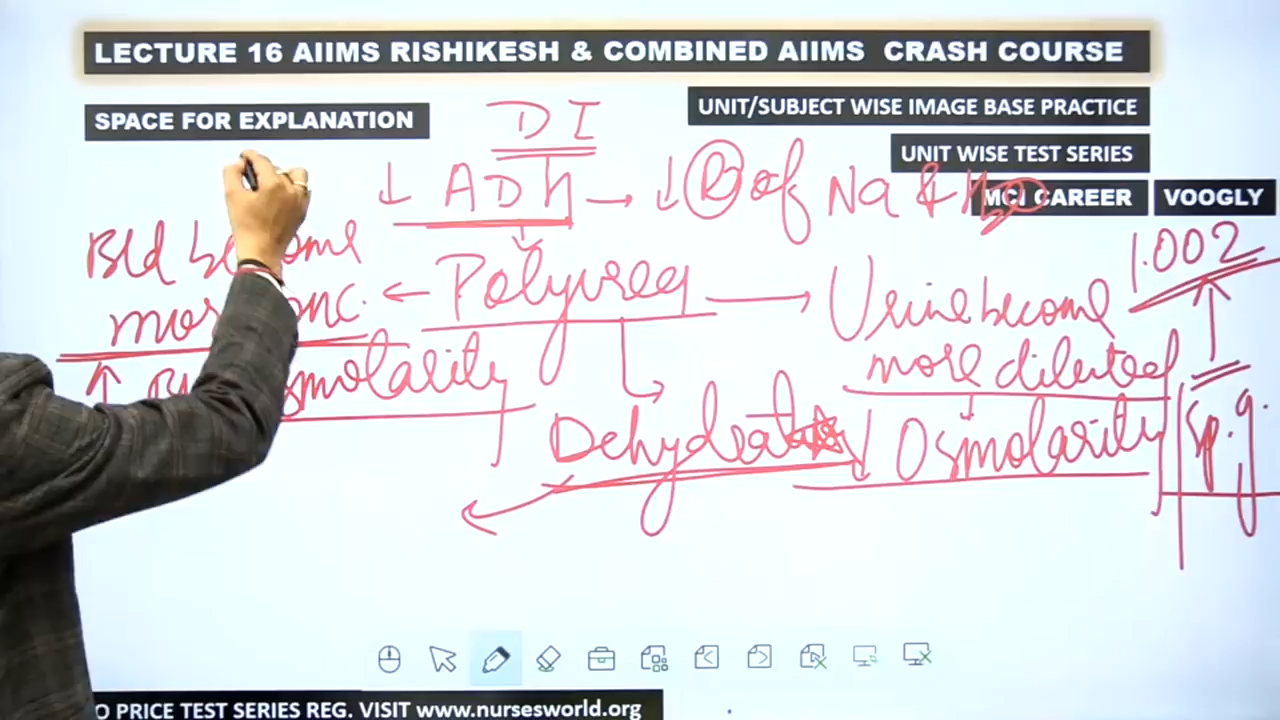 LECTURE 16 AIIMS RISHIKESH & COMBINED AIIMS CRASH COURSE
SPACE FOR EXPLANATION
UNIT/SUBJECT WISE IMAGE BASE PRACTICE
UNIT WISE TEST SERIES
MCI CAREER
VOOGLY
DI
↓ ADH → ↓ R of Na & H2O
Bld become
more conc. ← Polyurea → Urine become
more diluted
↑ Osmolarity
Dehydrat
↓ Osmolarity
1.002
↑
Sp. g.
O PRICE TEST SERIES REG. VISIT www.nursesworld.org